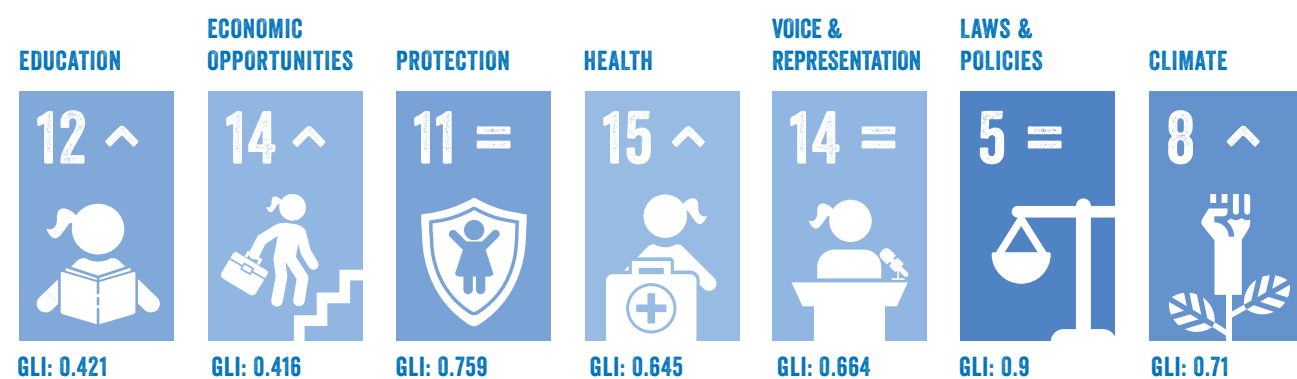 EDUCATION
12 ^
GLI: 0.421
ECONOMIC
OPPORTUNITIES
14 ^
GLI: 0.416
PROTECTION
11 =
GLI: 0.759
HEALTH
15 ^
GLI: 0.645
VOICE &
REPRESENTATION
14 =
GLI: 0.664
LAWS &
POLICIES
5 =
GLI: 0.9
CLIMATE
8 ^
GLI: 0.71